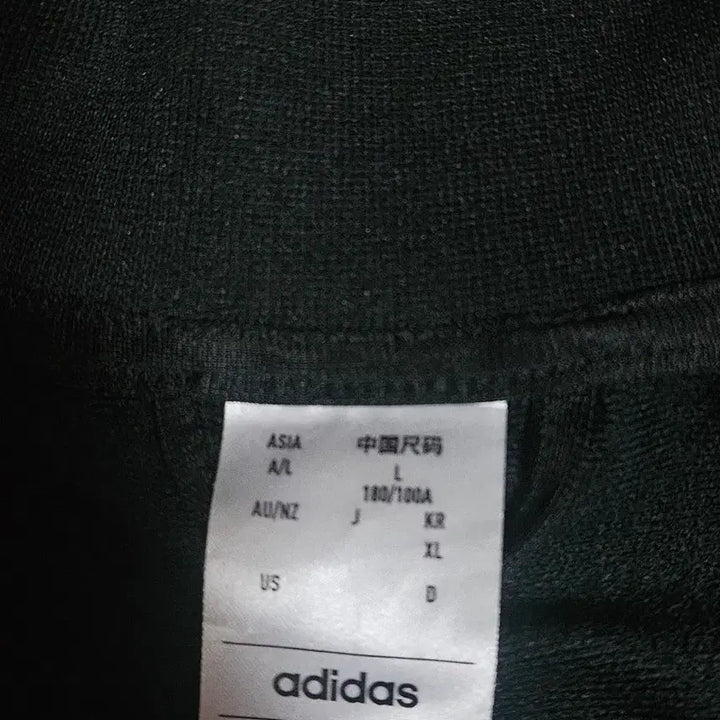 ASIA 中国尺码
A/L L
180/100A
AU/NZ J KR
XL
US D
adidas